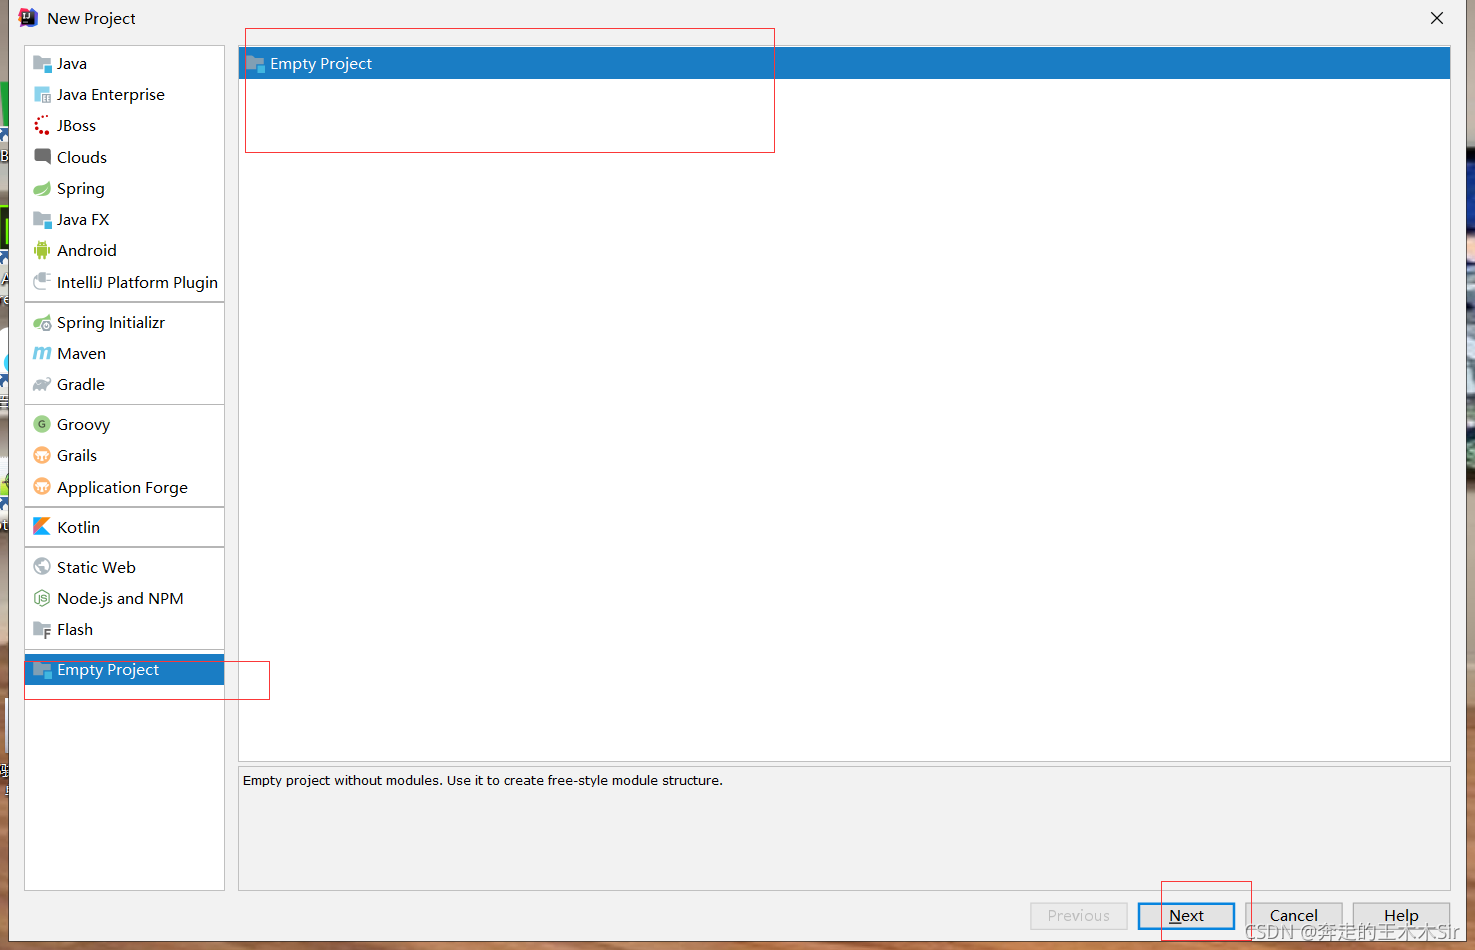 New Project
Java
Java Enterprise
JBoss
Clouds
Spring
Java FX
Android
IntelliJ Platform Plugin
Spring Initializr
Maven
Gradle
Groovy
Grails
Application Forge
Kotlin
Static Web
Node.js and NPM
Flash
Empty Project
Empty Project
Empty project without modules. Use it to create free-style module structure.
Previous
Next
Cancel
Help
CSDN @奔走的王木木Sir